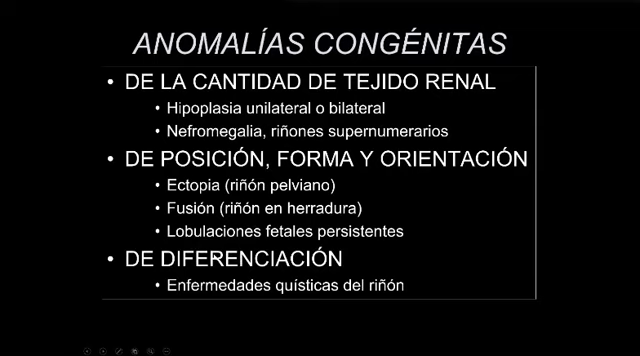 ANOMALÍAS CONGÉNITAS
• DE LA CANTIDAD DE TEJIDO RENAL
• Hipoplasia unilateral o bilateral
• Nefromegalia, riñones supernumerarios
• DE POSICIÓN, FORMA Y ORIENTACIÓN
• Ectopia (riñón pelviano)
• Fusión (riñón en herradura)
• Lobulaciones fetales persistentes
• DE DIFERENCIACIÓN
• Enfermedades quísticas del riñón